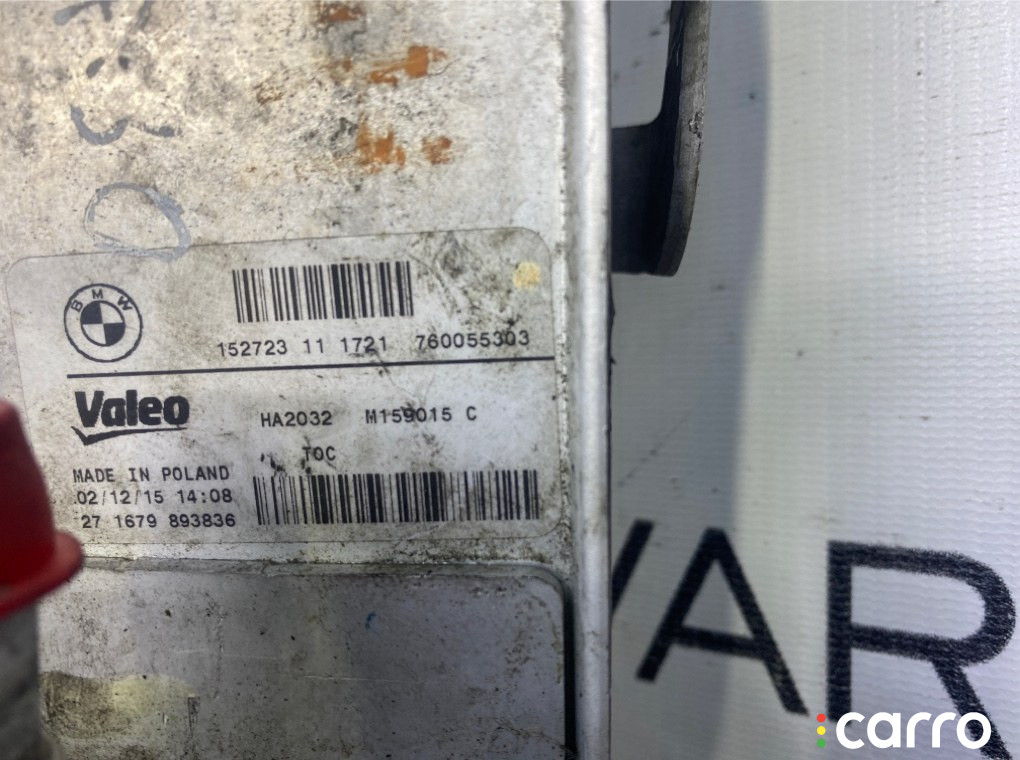 BMW
152723 11 1721 760055303
Valeo
HA2032 M159015 C
TOC
MADE IN POLAND
02/12/15 14:08
27 1679 893836
VAR
carro